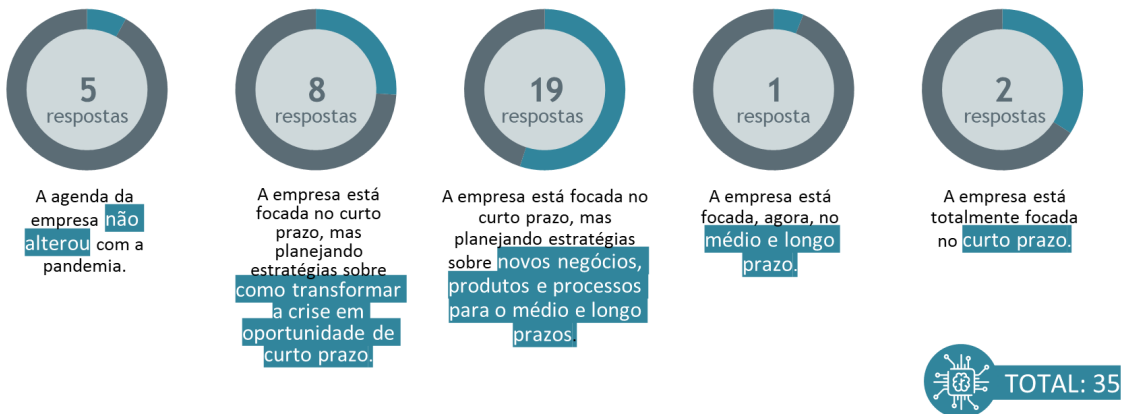 5
respostas
A agenda da
empresa não
alterou com a
pandemia.
8
respostas
A empresa está
focada no curto
prazo, mas
planejando
estratégias sobre
como transformar
a crise em
oportunidade de
curto prazo.
19
respostas
A empresa está focada no
curto prazo, mas
planejando estratégias
sobre novos negócios,
produtos e processos
para o médio e longo
prazos.
1
resposta
A empresa está
focada, agora, no
médio e longo
prazo.
2
respostas
A empresa está
totalmente focada
no curto prazo.
TOTAL: 35